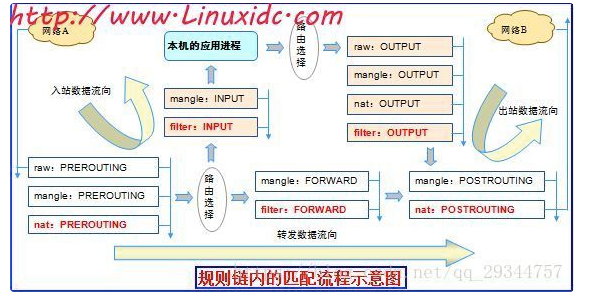 http://www.Linuxidc.com
网络A
网络B
本机的应用进程
路由选择
raw: OUTPUT
mangle: OUTPUT
nat: OUTPUT
filter: OUTPUT
入站数据流向
mangle: INPUT
filter: INPUT
出站数据流向
raw: PREROUTING
mangle: PREROUTING
nat: PREROUTING
路由选择
mangle: FORWARD
filter: FORWARD
mangle: POSTROUTING
nat: POSTROUTING
转发数据流向
规则链内的匹配流程示意图
net/qq_29344757